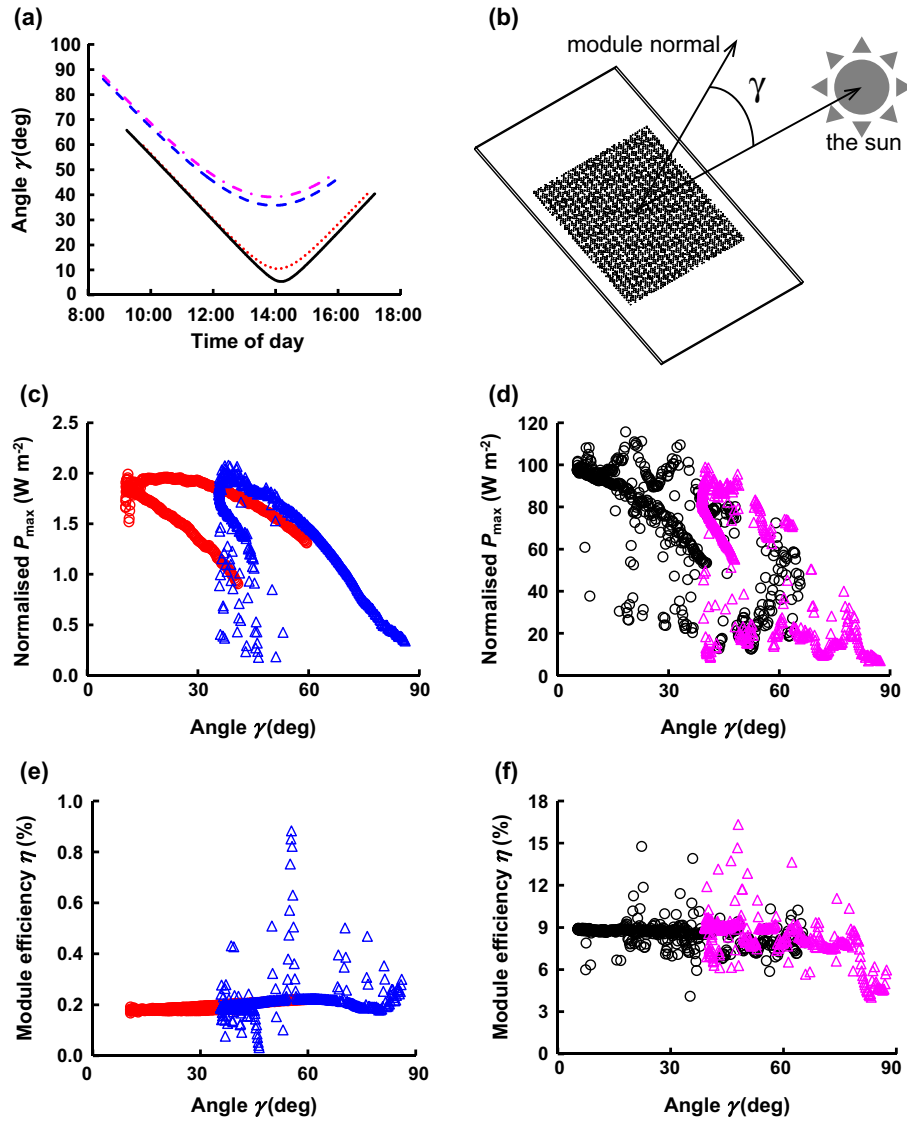 (a)
100
90
80
70
60
50
40
30
20
10
0
Angle γ(deg)
8:00 10:00 12:00 14:00 16:00 18:00
Time of day
(b)
module normal
γ
the sun
(c)
2.5
2.0
1.5
1.0
0.5
0.0
Normalised Pmax (W m-2)
0 30 60 90
Angle γ(deg)
(d)
120
100
80
60
40
20
0
Normalised Pmax (W m-2)
0 30 60 90
Angle γ(deg)
(e)
1.0
0.8
0.6
0.4
0.2
0.0
Module efficiency η (%)
0 30 60 90
Angle γ(deg)
(f)
18
15
12
9
6
3
0
Module efficiency η (%)
0 30 60 90
Angle γ(deg)